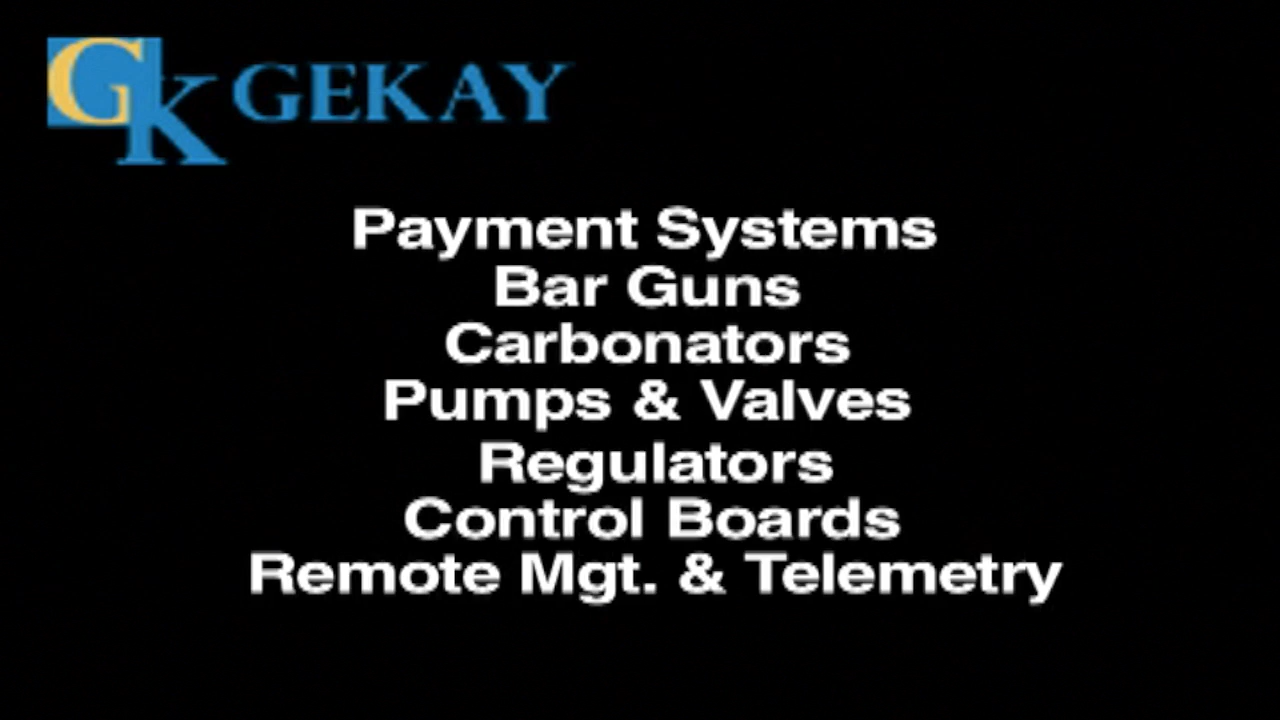 GK GEKAY
Payment Systems
Bar Guns
Carbonators
Pumps & Valves
Regulators
Control Boards
Remote Mgt. & Telemetry